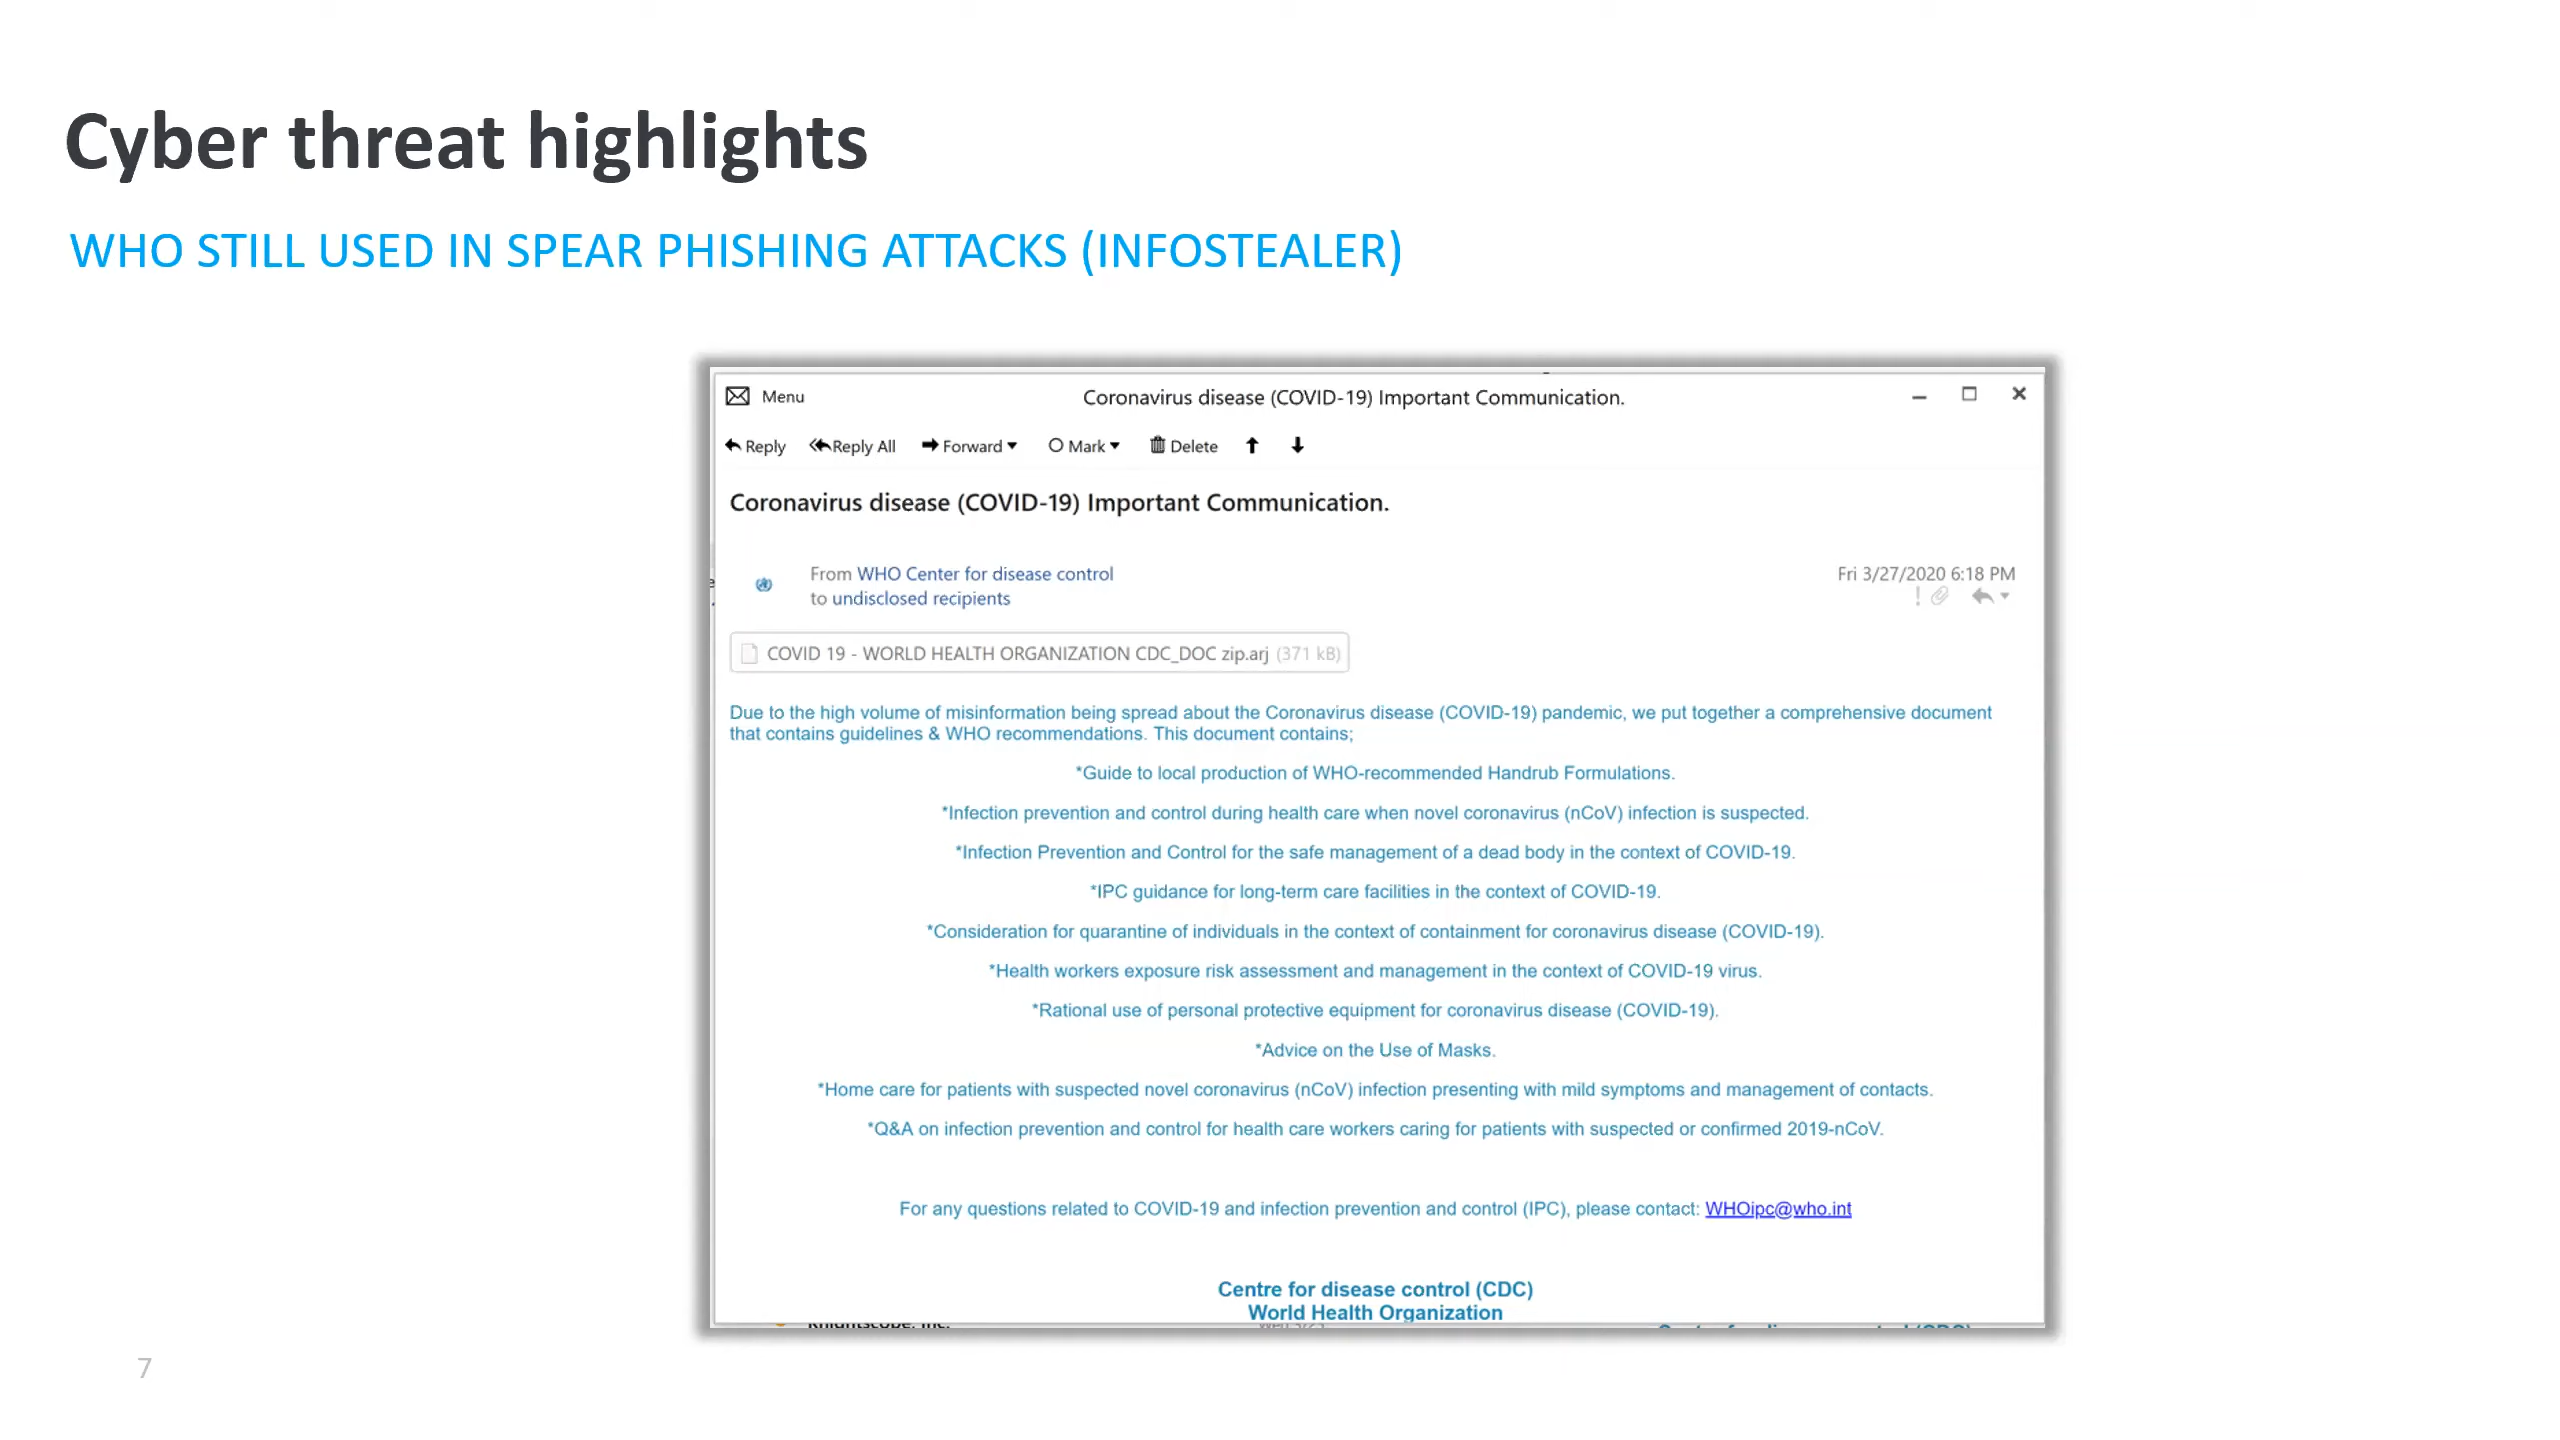 Cyber threat highlights
WHO STILL USED IN SPEAR PHISHING ATTACKS (INFOSTEALER)
Menu
Coronavirus disease (COVID-19) Important Communication.
Reply Reply All Forward Mark Delete
Coronavirus disease (COVID-19) Important Communication.
From WHO Center for disease control
Fri 3/27/2020 6:18 PM
to undisclosed recipients
COVID 19 - WORLD HEALTH ORGANIZATION CDC_DOC zip.arj (371 kB)
Due to the high volume of misinformation being spread about the Coronavirus disease (COVID-19) pandemic, we put together a comprehensive document
that contains guidelines & WHO recommendations. This document contains;
*Guide to local production of WHO-recommended Handrub Formulations.
*Infection prevention and control during health care when novel coronavirus (nCoV) infection is suspected.
*Infection Prevention and Control for the safe management of a dead body in the context of COVID-19.
*IPC guidance for long-term care facilities in the context of COVID-19.
*Consideration for quarantine of individuals in the context of containment for coronavirus disease (COVID-19).
*Health workers exposure risk assessment and management in the context of COVID-19 virus.
*Rational use of personal protective equipment for coronavirus disease (COVID-19).
*Advice on the Use of Masks.
*Home care for patients with suspected novel coronavirus (nCoV) infection presenting with mild symptoms and management of contacts.
*Q&A on infection prevention and control for health care workers caring for patients with suspected or confirmed 2019-nCoV.
For any questions related to COVID-19 and infection prevention and control (IPC), please contact: WHOipc@who.int
Centre for disease control (CDC)
World Health Organization
Knightscope, Inc.
7